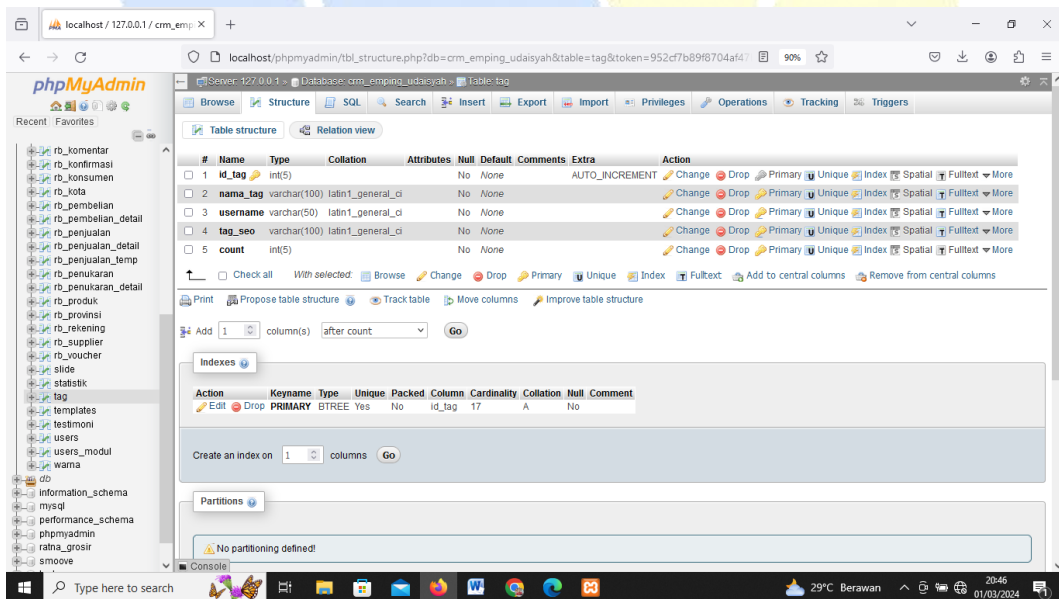 localhost / 127.0.0.1 / crm_emp
localhost/phpmyadmin/tbl_structure.php?db=crm_emping_udaisyah&table=tag&token=952cf7b89f8704af47
90%
phpMyAdmin
Recent Favorites
rb_komentar
rb_konfirmasi
rb_konsumen
rb_kota
rb_pembelian
rb_pembelian_detail
rb_penjualan
rb_penjualan_detail
rb_penjualan_temp
rb_penukaran
rb_penukaran_detail
rb_produk
rb_provinsi
rb_rekening
rb_supplier
rb_voucher
slide
statistik
tag
templates
testimoni
users
users_modul
warna
db
information_schema
mysql
performance_schema
phpmyadmin
ratna_grosir
smoove
Server: 127.0.0.1 » Database: crm_emping_udaisyah » Table: tag
Browse Structure SQL Search Insert Export Import Privileges Operations Tracking Triggers
Table structure Relation view
# Name Type Collation Attributes Null Default Comments Extra Action
1 id_tag int(5) No None AUTO_INCREMENT Change Drop Primary Unique Index Spatial Fulltext More
2 nama_tag varchar(100) latin1_general_ci No None Change Drop Primary Unique Index Spatial Fulltext More
3 username varchar(50) latin1_general_ci No None Change Drop Primary Unique Index Spatial Fulltext More
4 tag_seo varchar(100) latin1_general_ci No None Change Drop Primary Unique Index Spatial Fulltext More
5 count int(5) No None Change Drop Primary Unique Index Spatial Fulltext More
Check all With selected: Browse Change Drop Primary Unique Index Fulltext Add to central columns Remove from central columns
Print Propose table structure Track table Move columns Improve table structure
Add 1 column(s) after count Go
Indexes
Action Keyname Type Unique Packed Column Cardinality Collation Null Comment
Edit Drop PRIMARY BTREE Yes No id_tag 17 A No
Create an index on 1 columns Go
Partitions
No partitioning defined!
Console
Type here to search
29°C Berawan
20:46
01/03/2024